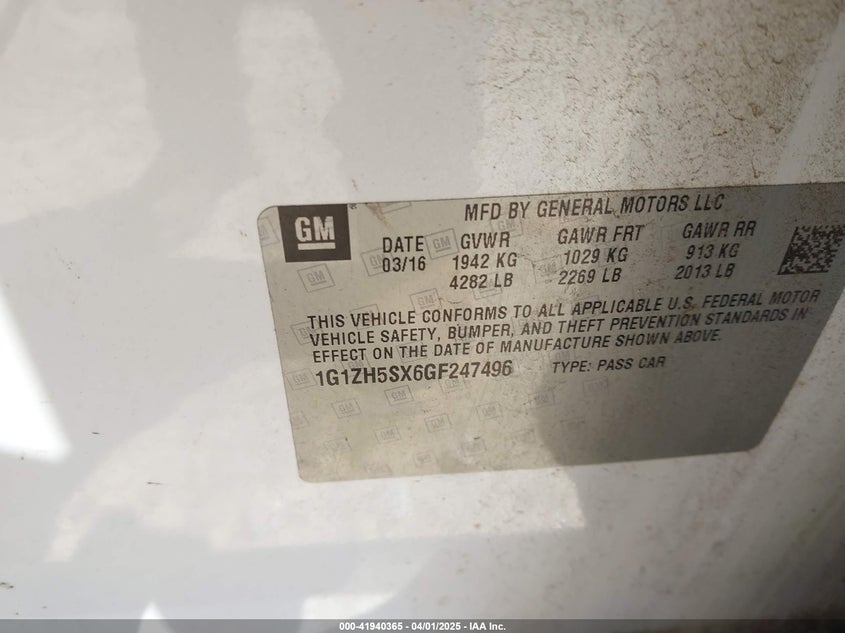 GM
MFD BY GENERAL MOTORS LLC
DATE GVWR GAWR FRT GAWR RR
03/16 1942 KG 1029 KG 913 KG
4282 LB 2269 LB 2013 LB
THIS VEHICLE CONFORMS TO ALL APPLICABLE U.S. FEDERAL MOTOR
VEHICLE SAFETY, BUMPER, AND THEFT PREVENTION STANDARDS IN
EFFECT ON THE DATE OF MANUFACTURE SHOWN ABOVE.
1G1ZH5SX6GF247496 TYPE: PASS CAR
000-41940365 - 04/01/2025 - IAA Inc.